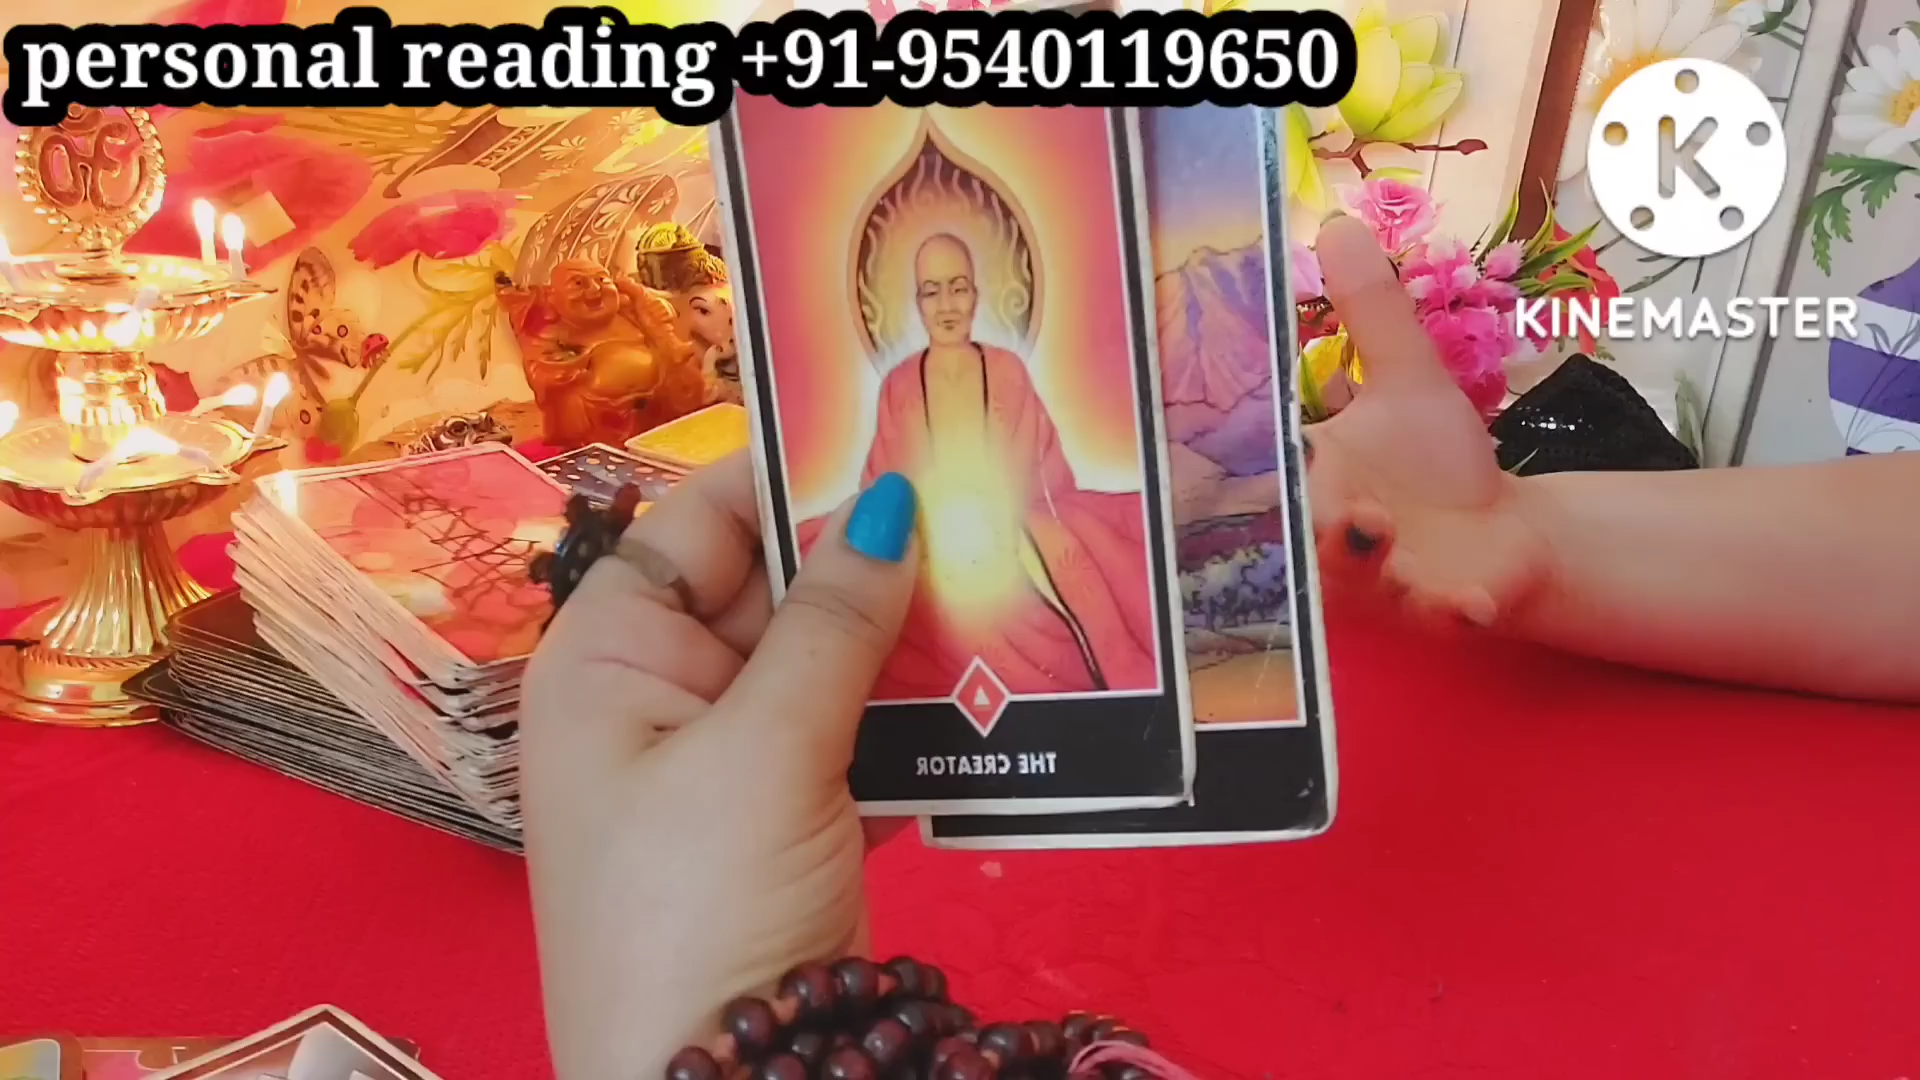 personal reading +91-9540119650
K
KINEMASTER
THE CREATOR
ॐ